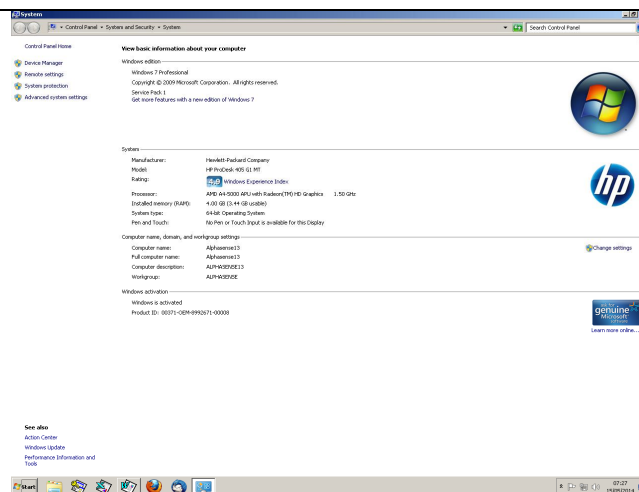 System
Control Panel ▸ System and Security ▸ System
Search Control Panel
Control Panel Home
Device Manager
Remote settings
System protection
Advanced system settings
View basic information about your computer
Windows edition
Windows 7 Professional
Copyright © 2009 Microsoft Corporation. All rights reserved.
Service Pack 1
Get more features with a new edition of Windows 7
System
Manufacturer: Hewlett-Packard Company
Model: HP ProDesk 405 G1 MT
Rating: 4.9 Windows Experience Index
Processor: AMD A4-5000 APU with Radeon(TM) HD Graphics 1.50 GHz
Installed memory (RAM): 4.00 GB (3.44 GB usable)
System type: 64-bit Operating System
Pen and Touch: No Pen or Touch Input is available for this Display
hp
Computer name, domain, and workgroup settings
Computer name: Alphasense13
Full computer name: Alphasense13
Computer description: ALPHASENSE13
Workgroup: ALPHASENSE
Change settings
Windows activation
Windows is activated
Product ID: 00371-OEM-8992671-00008
ask for
genuine
Microsoft
software
Learn more online...
See also
Action Center
Windows Update
Performance Information and
Tools
Start
07:27